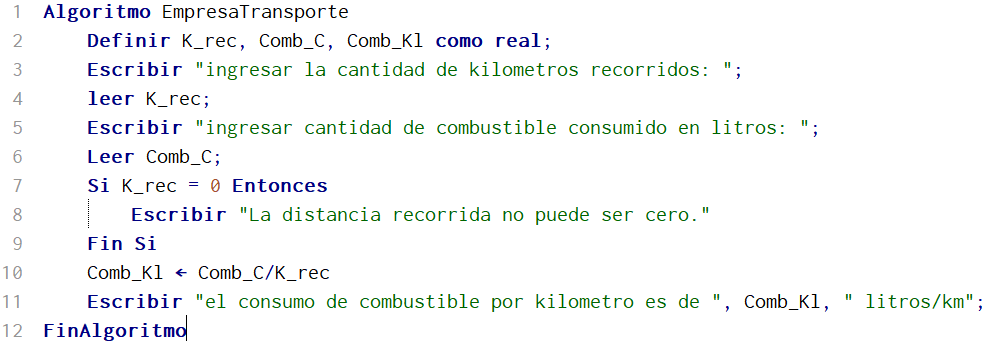 1 Algoritmo EmpresaTransporte
2 Definir K_rec, Comb_C, Comb_Kl como real;
3 Escribir "ingresar la cantidad de kilometros recorridos: ";
4 leer K_rec;
5 Escribir "ingresar cantidad de combustible consumido en litros: ";
6 Leer Comb_C;
7 Si K_rec = 0 Entonces
8 Escribir "La distancia recorrida no puede ser cero."
9 Fin Si
10 Comb_Kl ← Comb_C/K_rec
11 Escribir "el consumo de combustible por kilometro es de ", Comb_Kl, " litros/km";
12 FinAlgoritmo